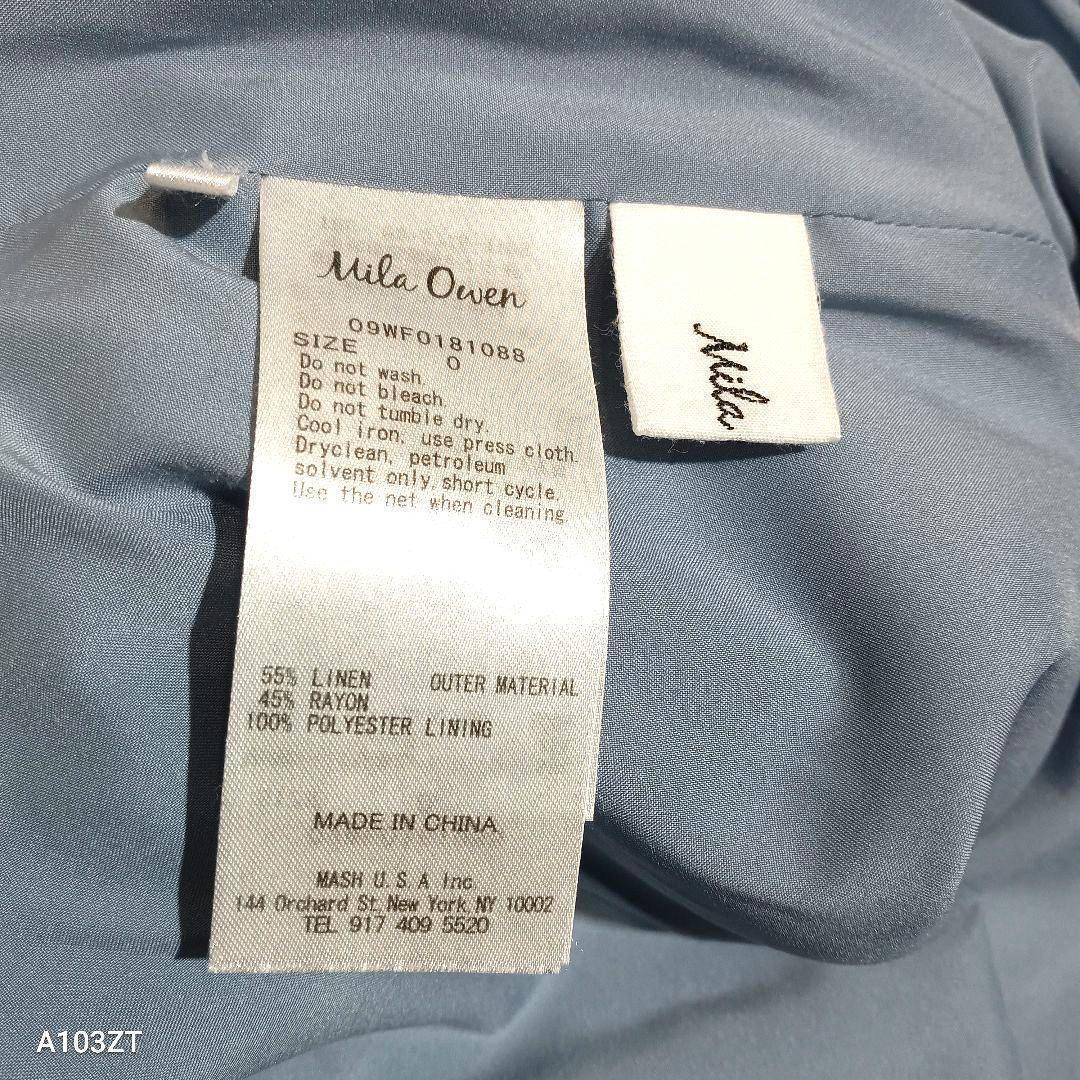 Mila Owen
09WF0181088
SIZE 0
Do not wash.
Do not bleach.
Do not tumble dry.
Cool iron, use press cloth.
Dryclean, petroleum
solvent only, short cycle.
Use the net when cleaning.
55% LINEN OUTER MATERIAL
45% RAYON
100% POLYESTER LINING
MADE IN CHINA
MASH U.S.A Inc
144 Orchard St, New York, NY 10002
TEL 917 409 5520
Mila
A103ZT